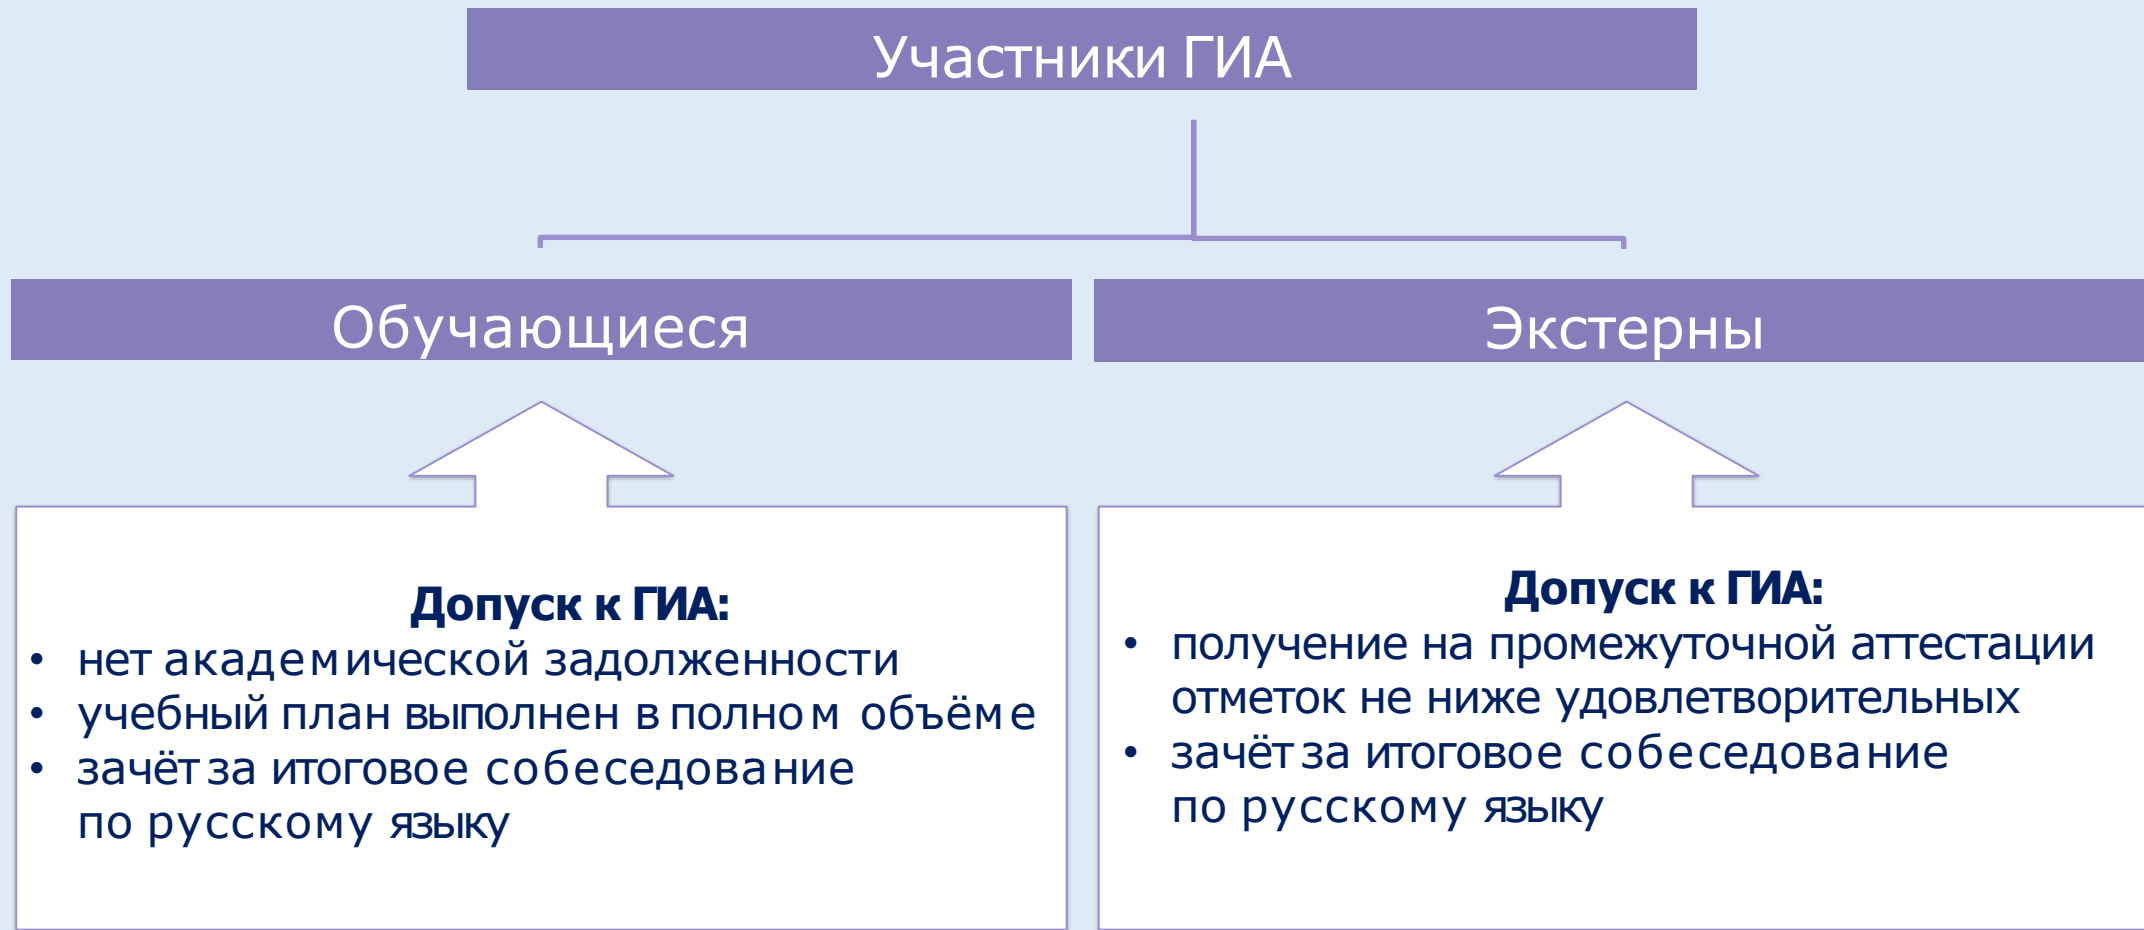 Участники ГИА
Обучающиеся
Экстерны
Допуск к ГИА:
• нет академической задолженности
• учебный план выполнен в полном объёме
• зачёт за итоговое собеседование
по русскому языку
Допуск к ГИА:
• получение на промежуточной аттестации
отметок не ниже удовлетворительных
• зачёт за итоговое собеседование
по русскому языку